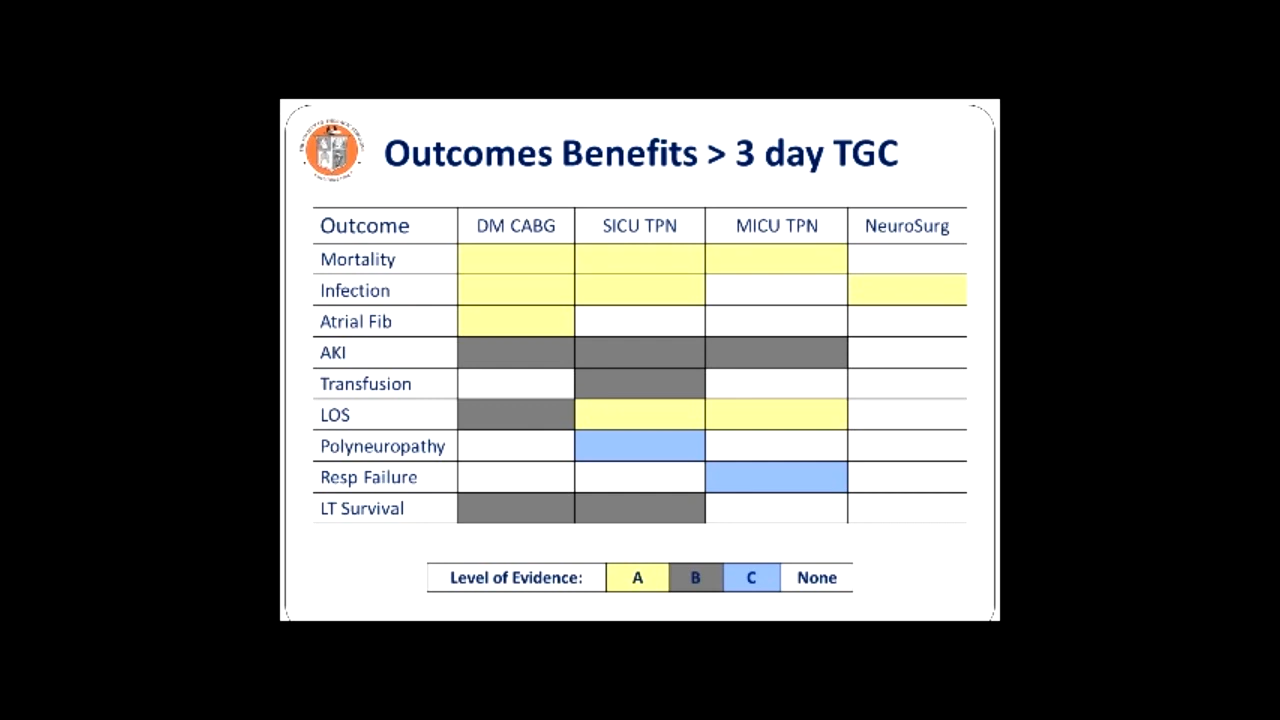 Outcomes Benefits > 3 day TGC
Outcome DM CABG SICU TPN MICU TPN NeuroSurg
Mortality
Infection
Atrial Fib
AKI
Transfusion
LOS
Polyneuropathy
Resp Failure
LT Survival
Level of Evidence: A B C None